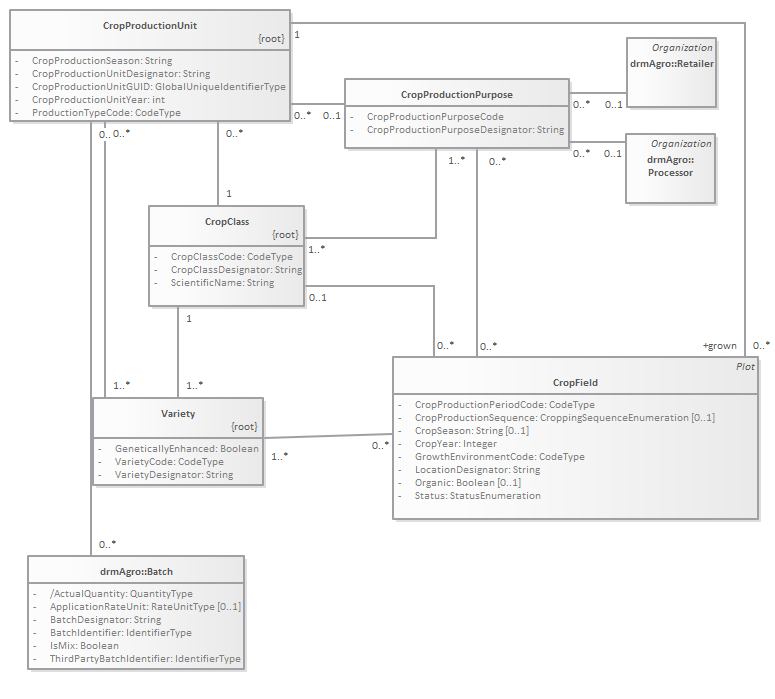 CropProductionUnit
{root}
- CropProductionSeason: String
- CropProductionUnitDesignator: String
- CropProductionUnitGUID: GlobalUniqueIdentifierType
- CropProductionUnitYear: int
- ProductionTypeCode: CodeType
1
Organization
drmAgro::Retailer
CropProductionPurpose
- CropProductionPurposeCode
- CropProductionPurposeDesignator: String
0..* 0..1
0..* 0..1
Organization
drmAgro::
Processor
0..* 0..1
0.. 0..*
0..*
1..*
0..*
1
CropClass
{root}
- CropClassCode: CodeType
- CropClassDesignator: String
- ScientificName: String
1..*
0..1
1
0..*
0..*
+grown
0..*
1..*
1..*
Variety
{root}
- GeneticallyEnhanced: Boolean
- VarietyCode: CodeType
- VarietyDesignator: String
1..*
0..*
Plot
CropField
- CropProductionPeriodCode: CodeType
- CropProductionSequence: CroppingSequenceEnumeration [0..1]
- CropSeason: String [0..1]
- CropYear: Integer
- GrowthEnvironmentCode: CodeType
- LocationDesignator: String
- Organic: Boolean [0..1]
- Status: StatusEnumeration
0..*
drmAgro::Batch
- /ActualQuantity: QuantityType
- ApplicationRateUnit: RateUnitType [0..1]
- BatchDesignator: String
- BatchIdentifier: IdentifierType
- IsMix: Boolean
- ThirdPartyBatchIdentifier: IdentifierType